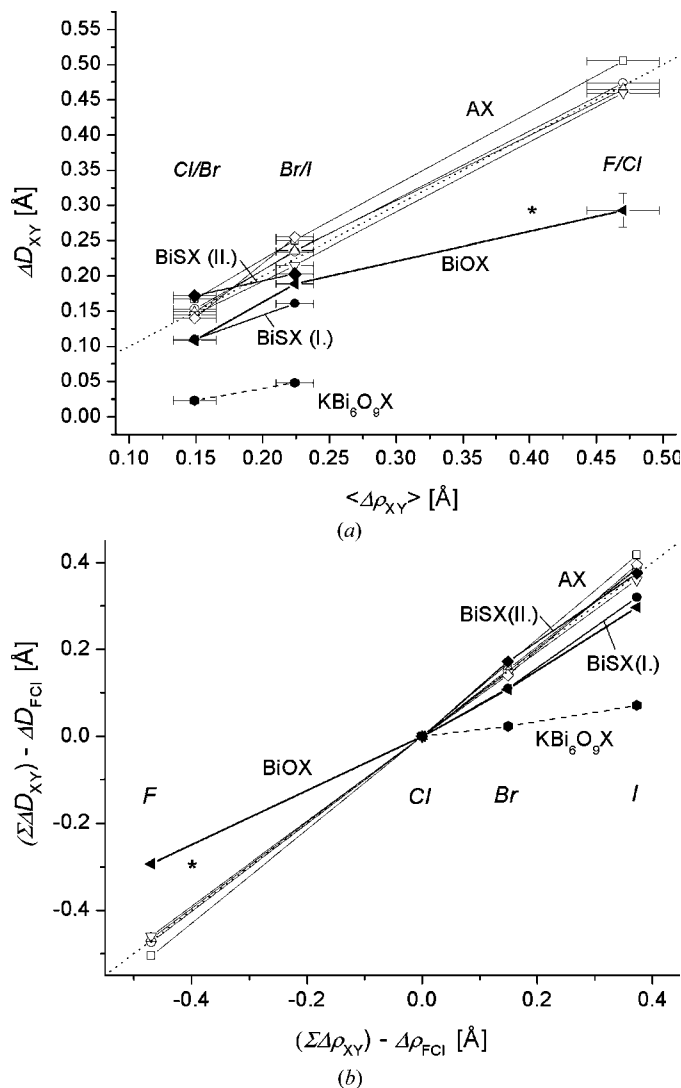 ΔD_XY [Å]
0.55
0.50
0.45
0.40
0.35
0.30
0.25
0.20
0.15
0.10
0.05
0.00
AX
Cl/Br
Br/I
F/Cl
*
BiSX (II.)
BiOX
BiSX (I.)
KBi₆O₉X
0.10 0.15 0.20 0.25 0.30 0.35 0.40 0.45 0.50
<Δρ_XY> [Å]
(a)
(ΣΔD_XY) - ΔD_FCl [Å]
0.4
0.2
0.0
-0.2
-0.4
AX
BiSX(II.)
BiSX(I.)
KBi₆O₉X
BiOX
F
Cl
Br
I
*
-0.4 -0.2 0.0 0.2 0.4
(ΣΔρ_XY) - Δρ_FCl [Å]
(b)